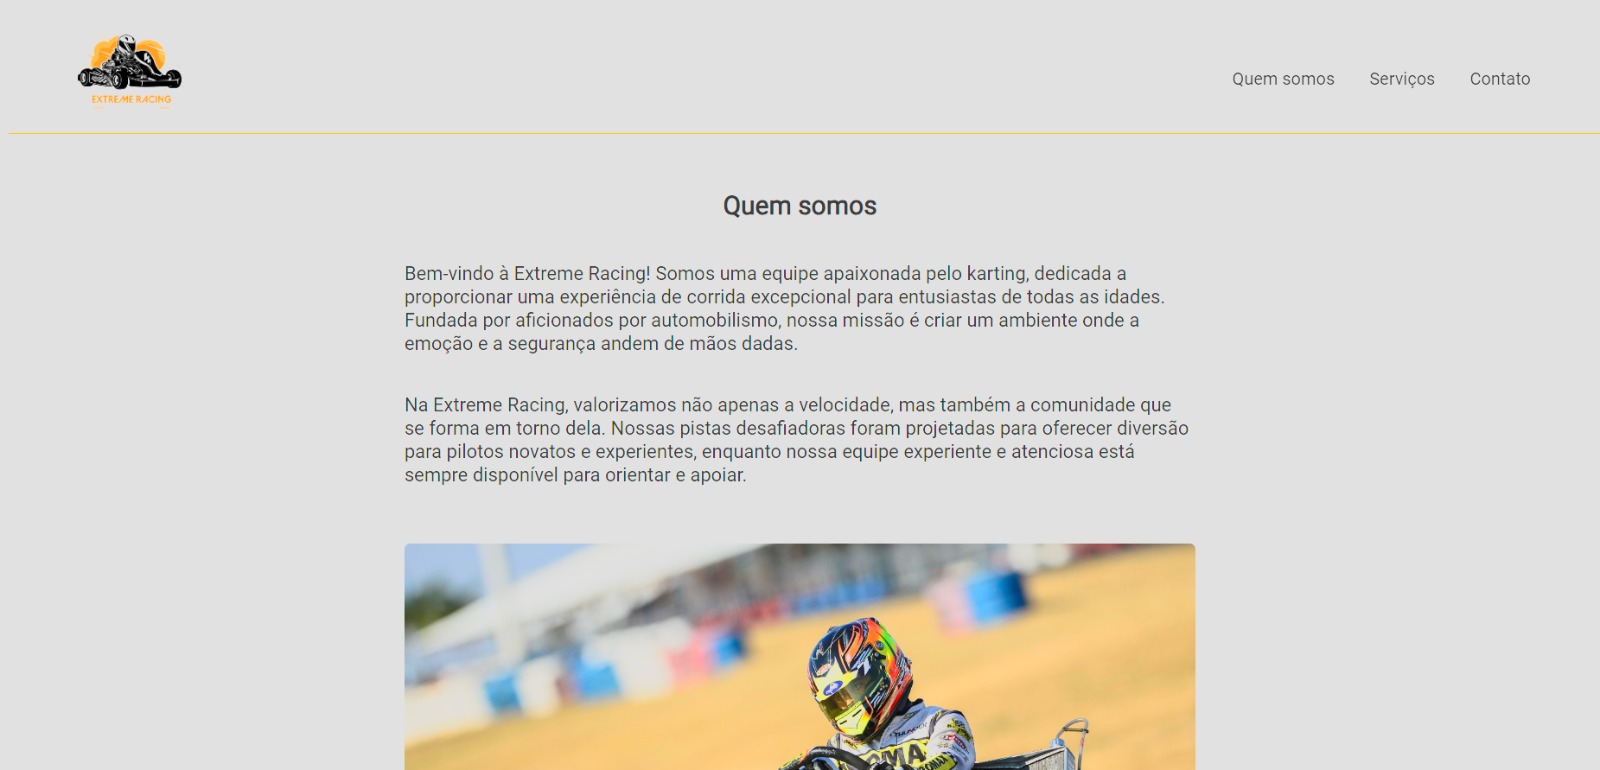 EXTREME RACING
Quem somos
Serviços
Contato
Quem somos
Bem-vindo à Extreme Racing! Somos uma equipe apaixonada pelo karting, dedicada a
proporcionar uma experiência de corrida excepcional para entusiastas de todas as idades.
Fundada por aficionados por automobilismo, nossa missão é criar um ambiente onde a
emoção e a segurança andem de mãos dadas.
Na Extreme Racing, valorizamos não apenas a velocidade, mas também a comunidade que
se forma em torno dela. Nossas pistas desafiadoras foram projetadas para oferecer diversão
para pilotos novatos e experientes, enquanto nossa equipe experiente e atenciosa está
sempre disponível para orientar e apoiar.